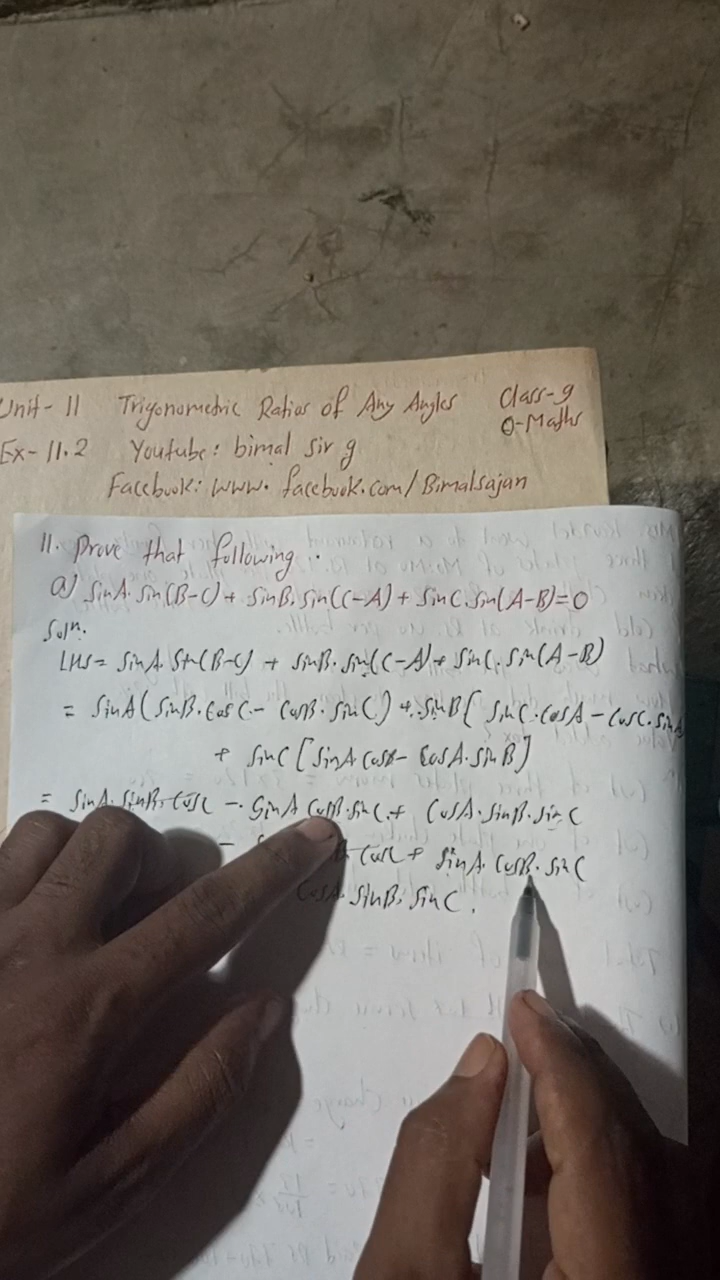 Unit- 11 Trigonometric Ratios of Any Angles Class-9
O-Maths
Ex- 11.2 Youtube: bimal sir g
Facebook: www. facebook.com/Bimalsajan
11. Prove that following:
a) SinA. Sin(B-C) + SinB. Sin(C-A) + SinC. Sin(A-B)=0
Solⁿ.
LHS = SinA. Sin(B-C) + SinB. Sin(C-A) + SinC. Sin(A-B)
= SinA (SinB. Cos C - CosB. SinC) + SinB [ SinC. CosA - CosC. SinA
+ SinC [SinA CosB - CosA. SinB]
= SinA. SinB. CosC - SinA CosB. SinC + CosA. SinB. SinC
- CosC + SinA. CosB. SinC
CosA. SinB. SinC.